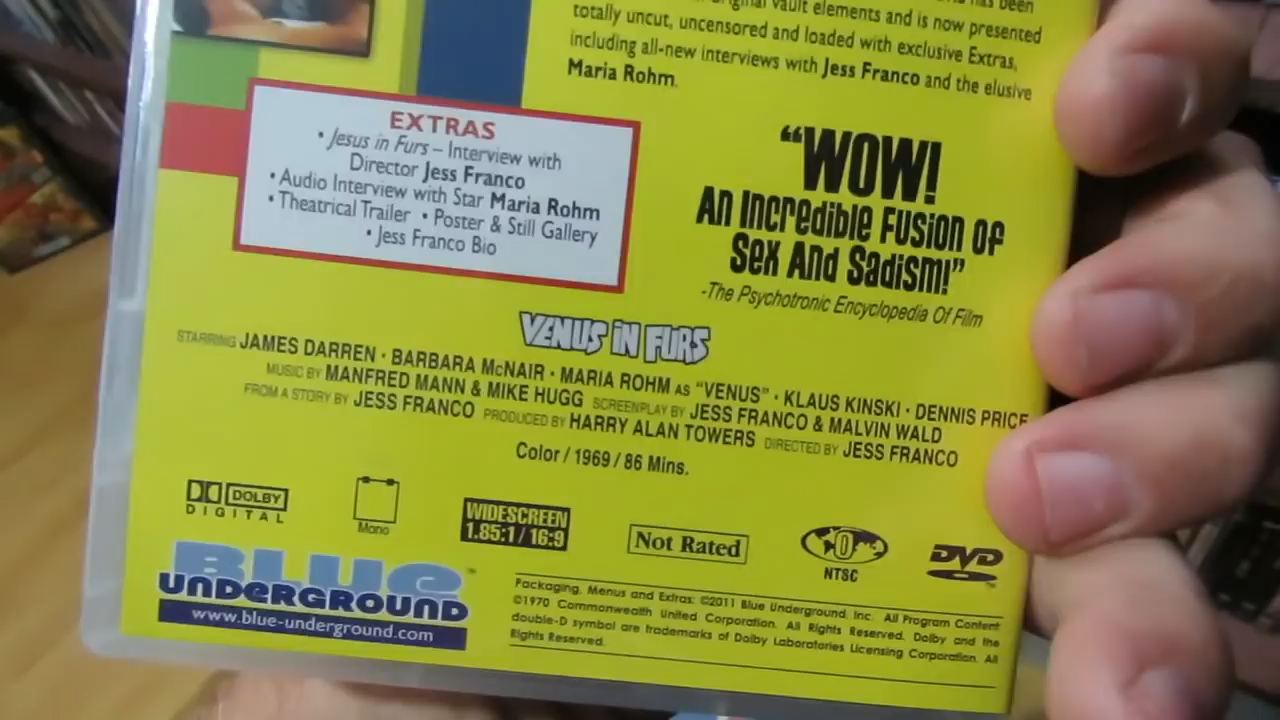 original vault elements and is now presented
totally uncut, uncensored and loaded with exclusive Extras,
including all-new interviews with Jess Franco and the elusive
Maria Rohm.
EXTRAS
• Jesus in Furs – Interview with
Director Jess Franco
• Audio Interview with Star Maria Rohm
• Theatrical Trailer • Poster & Still Gallery
• Jess Franco Bio
“WOW!
An Incredible Fusion of
Sex And Sadism!”
-The Psychotronic Encyclopedia Of Film
VENUS iN FURS
STARRING JAMES DARREN · BARBARA McNAIR · MARIA ROHM AS “VENUS” · KLAUS KINSKI · DENNIS PRICE
MUSIC BY MANFRED MANN & MIKE HUGG SCREENPLAY BY JESS FRANCO & MALVIN WALD
FROM A STORY BY JESS FRANCO PRODUCED BY HARRY ALAN TOWERS DIRECTED BY JESS FRANCO
Color / 1969 / 86 Mins.
DOLBY
DIGITAL
Mono
WIDESCREEN
1.85:1 / 16:9
Not Rated
0
NTSC
DVD
BLUE
UNDERGROUND
www.blue-underground.com
Packaging, Menus and Extras: ©2011 Blue Underground, Inc. All Program Content
©1970 Commonwealth United Corporation. All Rights Reserved. Dolby and the
double-D symbol are trademarks of Dolby Laboratories Licensing Corporation. All
Rights Reserved.